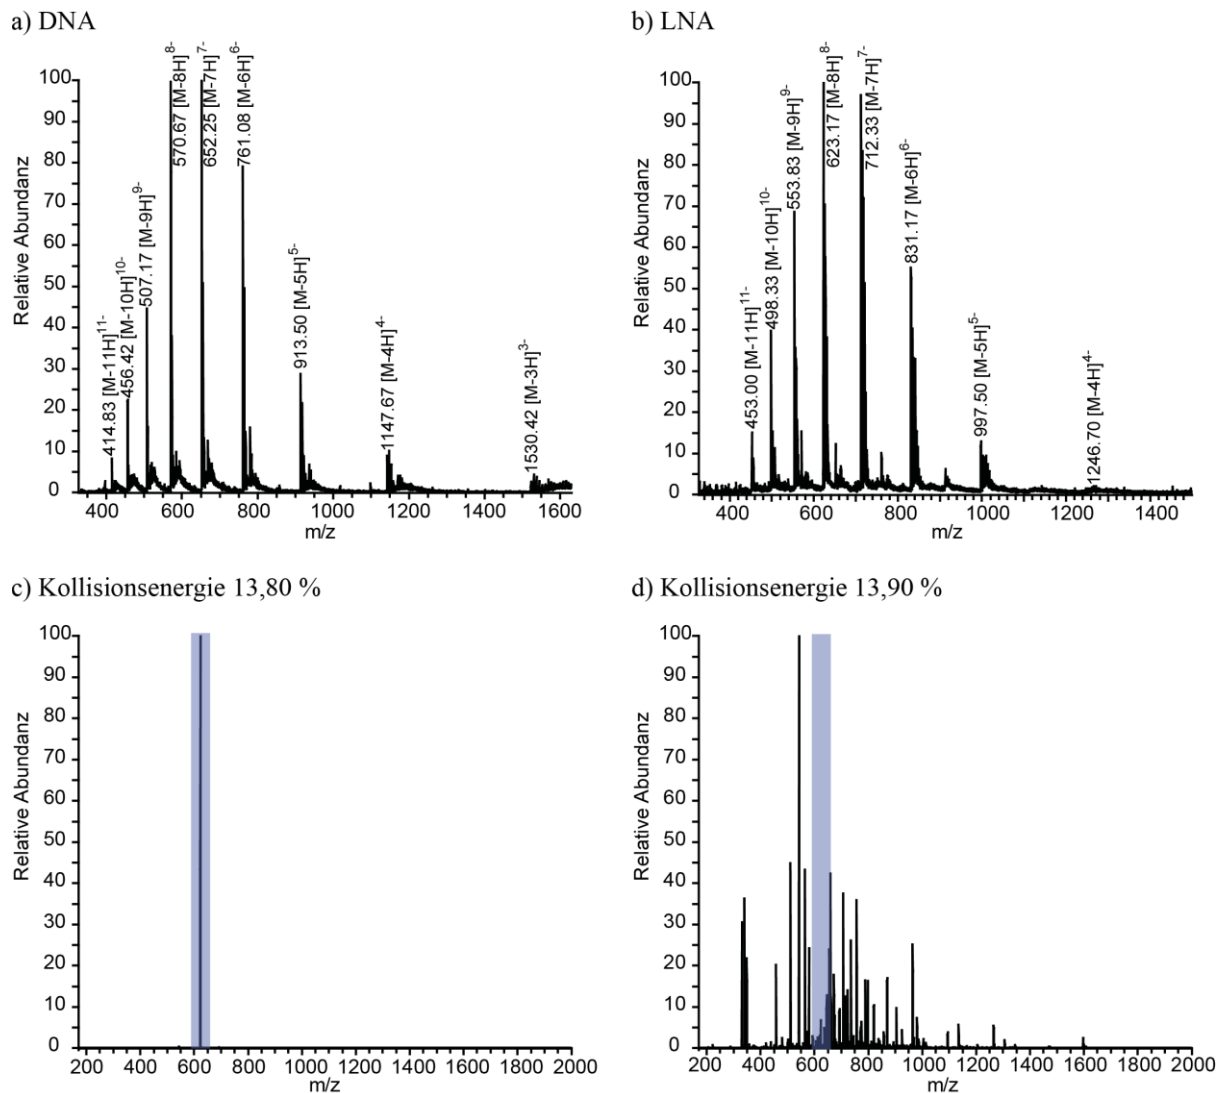 a) DNA
b) LNA
Relative Abundanz
100
90
80
70
60
50
40
30
20
10
0
414.83 [M-11H]¹¹⁻
456.42 [M-10H]¹⁰⁻
507.17 [M-9H]⁹⁻
570.67 [M-8H]⁸⁻
652.25 [M-7H]⁷⁻
761.08 [M-6H]⁶⁻
913.50 [M-5H]⁵⁻
1147.67 [M-4H]⁴⁻
1530.42 [M-3H]³⁻
400 600 800 1000 1200 1400 1600
m/z
Relative Abundanz
100
90
80
70
60
50
40
30
20
10
0
453.00 [M-11H]¹¹⁻
498.33 [M-10H]¹⁰⁻
553.83 [M-9H]⁹⁻
623.17 [M-8H]⁸⁻
712.33 [M-7H]⁷⁻
831.17 [M-6H]⁶⁻
997.50 [M-5H]⁵⁻
1246.70 [M-4H]⁴⁻
400 600 800 1000 1200 1400
m/z
c) Kollisionsenergie 13,80 %
d) Kollisionsenergie 13,90 %
Relative Abundanz
100
90
80
70
60
50
40
30
20
10
0
200 400 600 800 1000 1200 1400 1600 1800 2000
m/z
Relative Abundanz
100
90
80
70
60
50
40
30
20
10
0
200 400 600 800 1000 1200 1400 1600 1800 2000
m/z